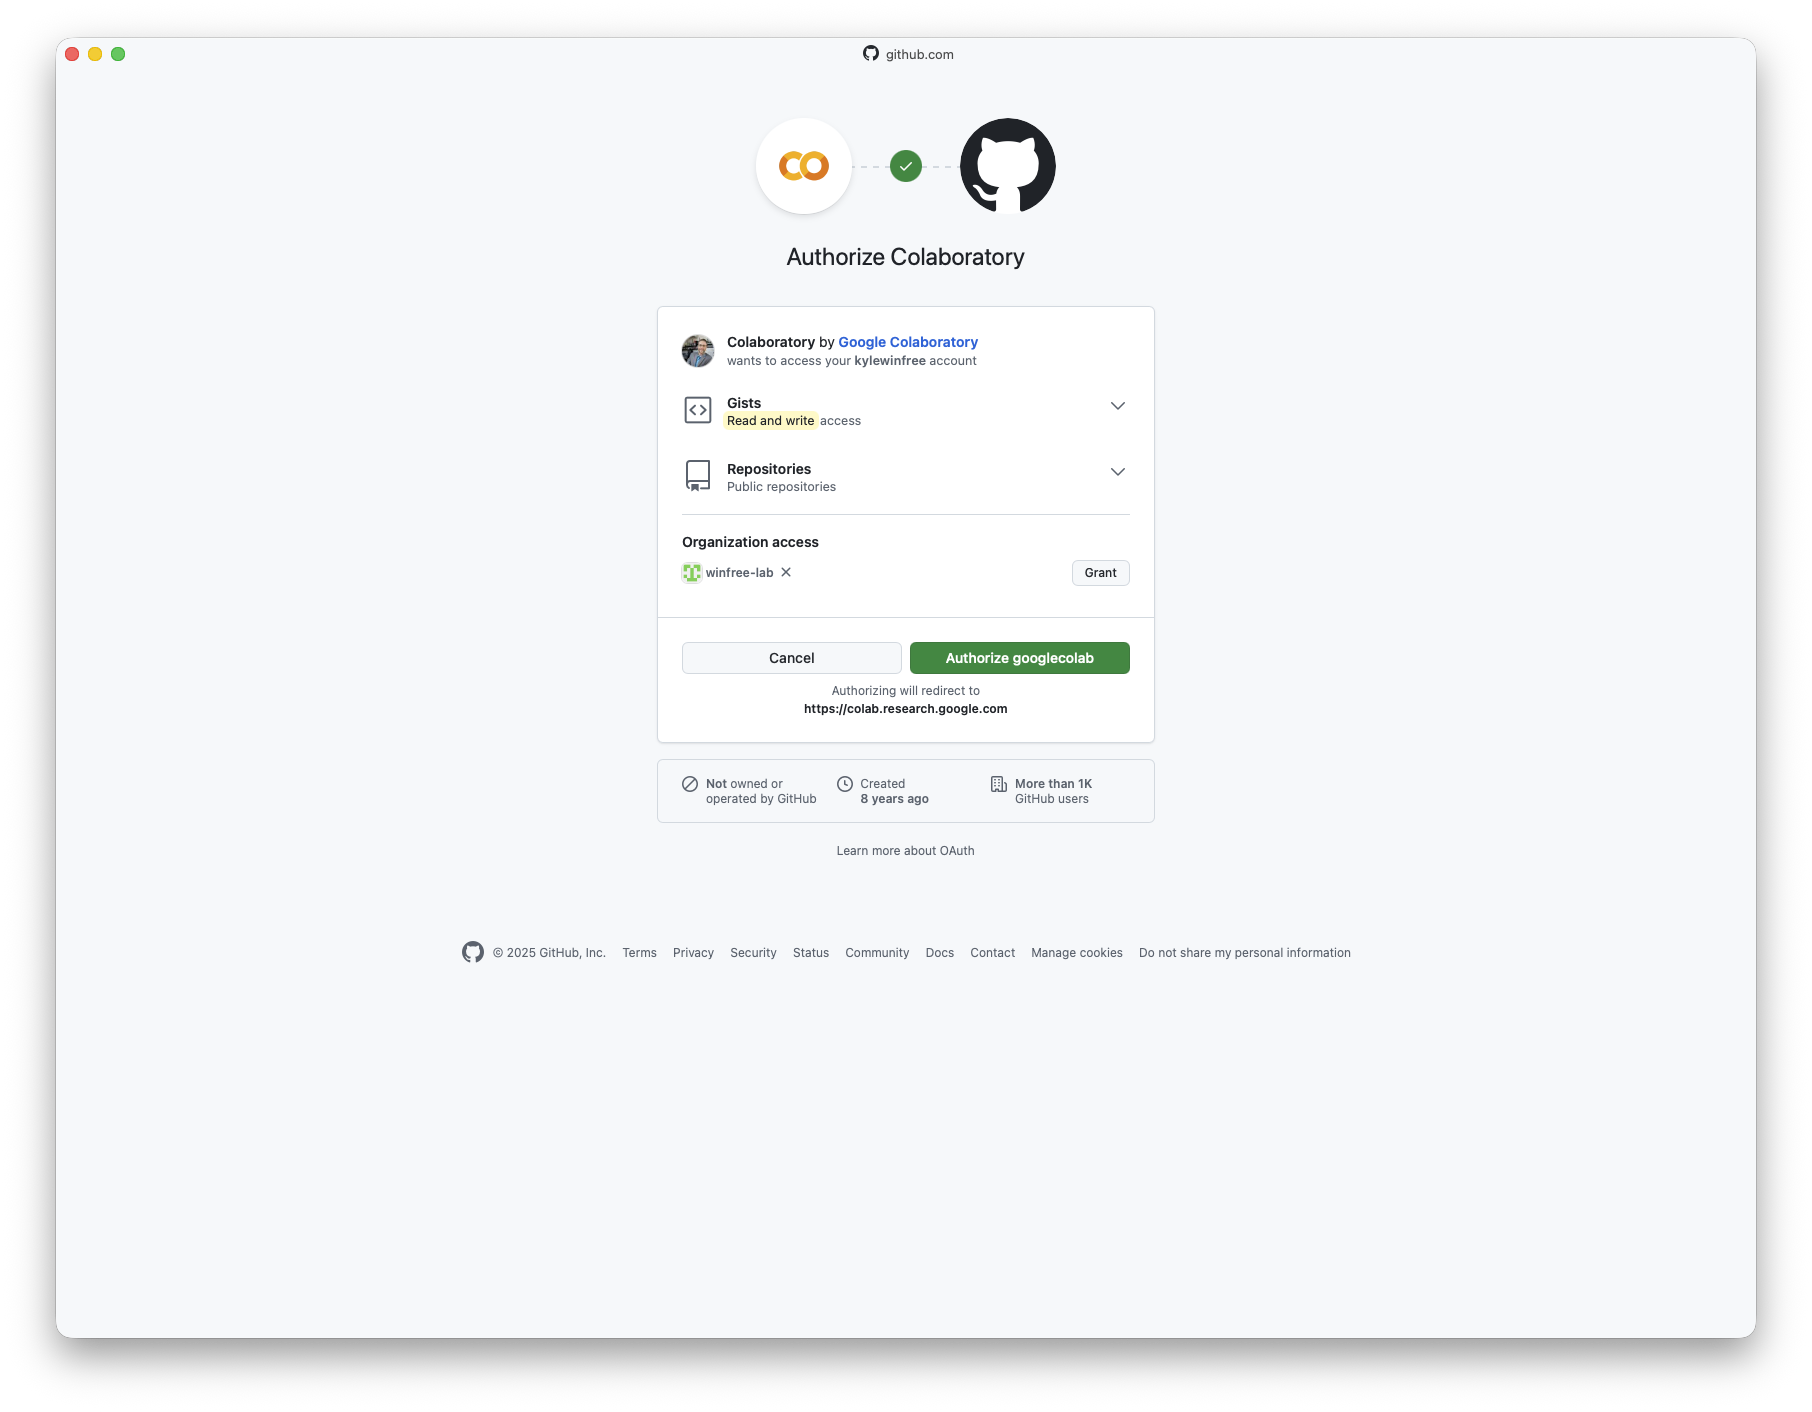 github.com
Authorize Colaboratory
Colaboratory by Google Colaboratory
wants to access your kylewinfree account
Gists
Read and write access
Repositories
Public repositories
Organization access
winfree-lab
Grant
Cancel
Authorize googlecolab
Authorizing will redirect to
https://colab.research.google.com
Not owned or
operated by GitHub
Created
8 years ago
More than 1K
GitHub users
Learn more about OAuth
© 2025 GitHub, Inc. Terms Privacy Security Status Community Docs Contact Manage cookies Do not share my personal information